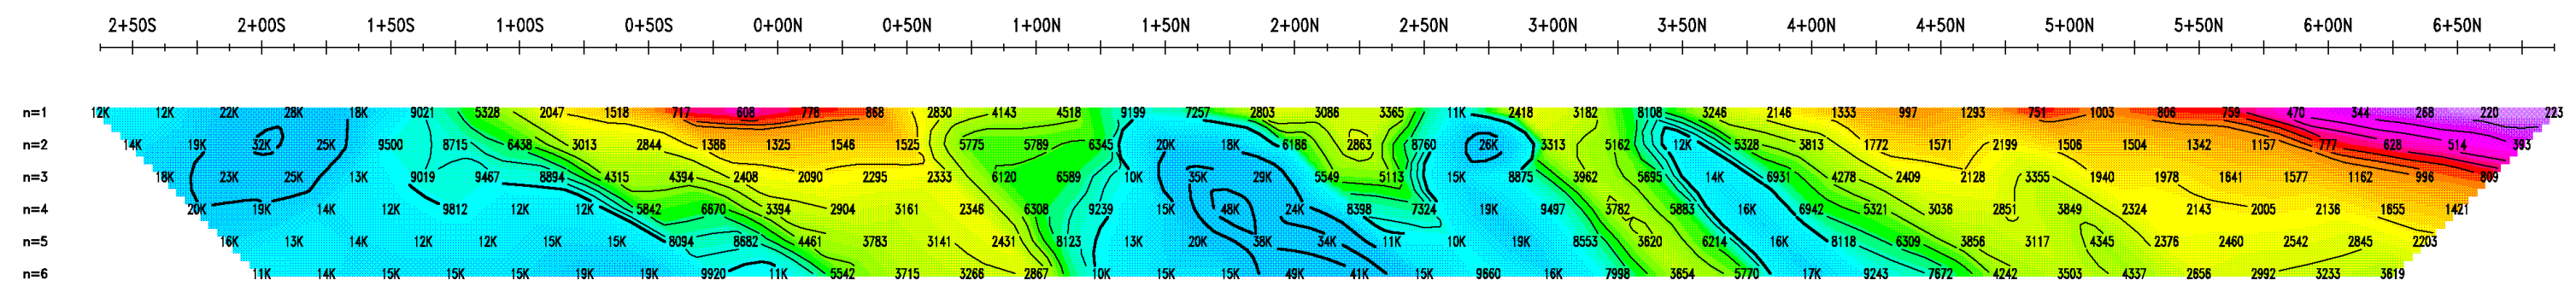 2+50S 2+00S 1+50S 1+00S 0+50S 0+00N 0+50N 1+00N 1+50N 2+00N 2+50N 3+00N 3+50N 4+00N 4+50N 5+00N 5+50N 6+00N 6+50N
n=1 12K 12K 22K 28K 18K 9021 5328 2047 1518 717 608 778 868 2830 4143 4518 9199 7257 2803 3086 3365 11K 2418 3182 8108 3246 2146 1333 997 1293 751 1003 806 759 470 344 268 220 223
n=2 14K 19K 32K 25K 9500 8715 6438 3013 2844 1386 1325 1546 1525 5775 5789 6345 20K 18K 6186 2863 8760 26K 3313 5162 12K 5328 3813 1772 1571 2199 1506 1504 1342 1157 777 628 514 393
n=3 18K 23K 25K 13K 9019 9467 8894 4315 4394 2408 2090 2295 2333 6120 6589 10K 35K 29K 5549 5113 15K 8875 3962 5695 14K 6931 4278 2409 2128 3355 1940 1978 1641 1577 1162 996 809
n=4 20K 19K 14K 12K 9812 12K 12K 5842 6670 3394 2904 3161 2346 6308 9239 15K 48K 24K 8398 7324 19K 9497 3782 5883 16K 6942 5321 3036 2851 3849 2324 2143 2005 2136 1655 1421
n=5 16K 13K 14K 12K 12K 15K 15K 8094 8682 4461 3783 3141 2431 8123 13K 20K 38K 34K 11K 10K 19K 8553 3620 6214 16K 8118 6309 3856 3117 4345 2376 2460 2542 2845 2203
n=6 11K 14K 15K 15K 15K 19K 19K 9920 11K 5542 3715 3266 2867 10K 15K 15K 49K 41K 15K 9660 16K 7998 3654 5770 17K 9243 7672 4242 3503 4337 2656 2992 3233 3619